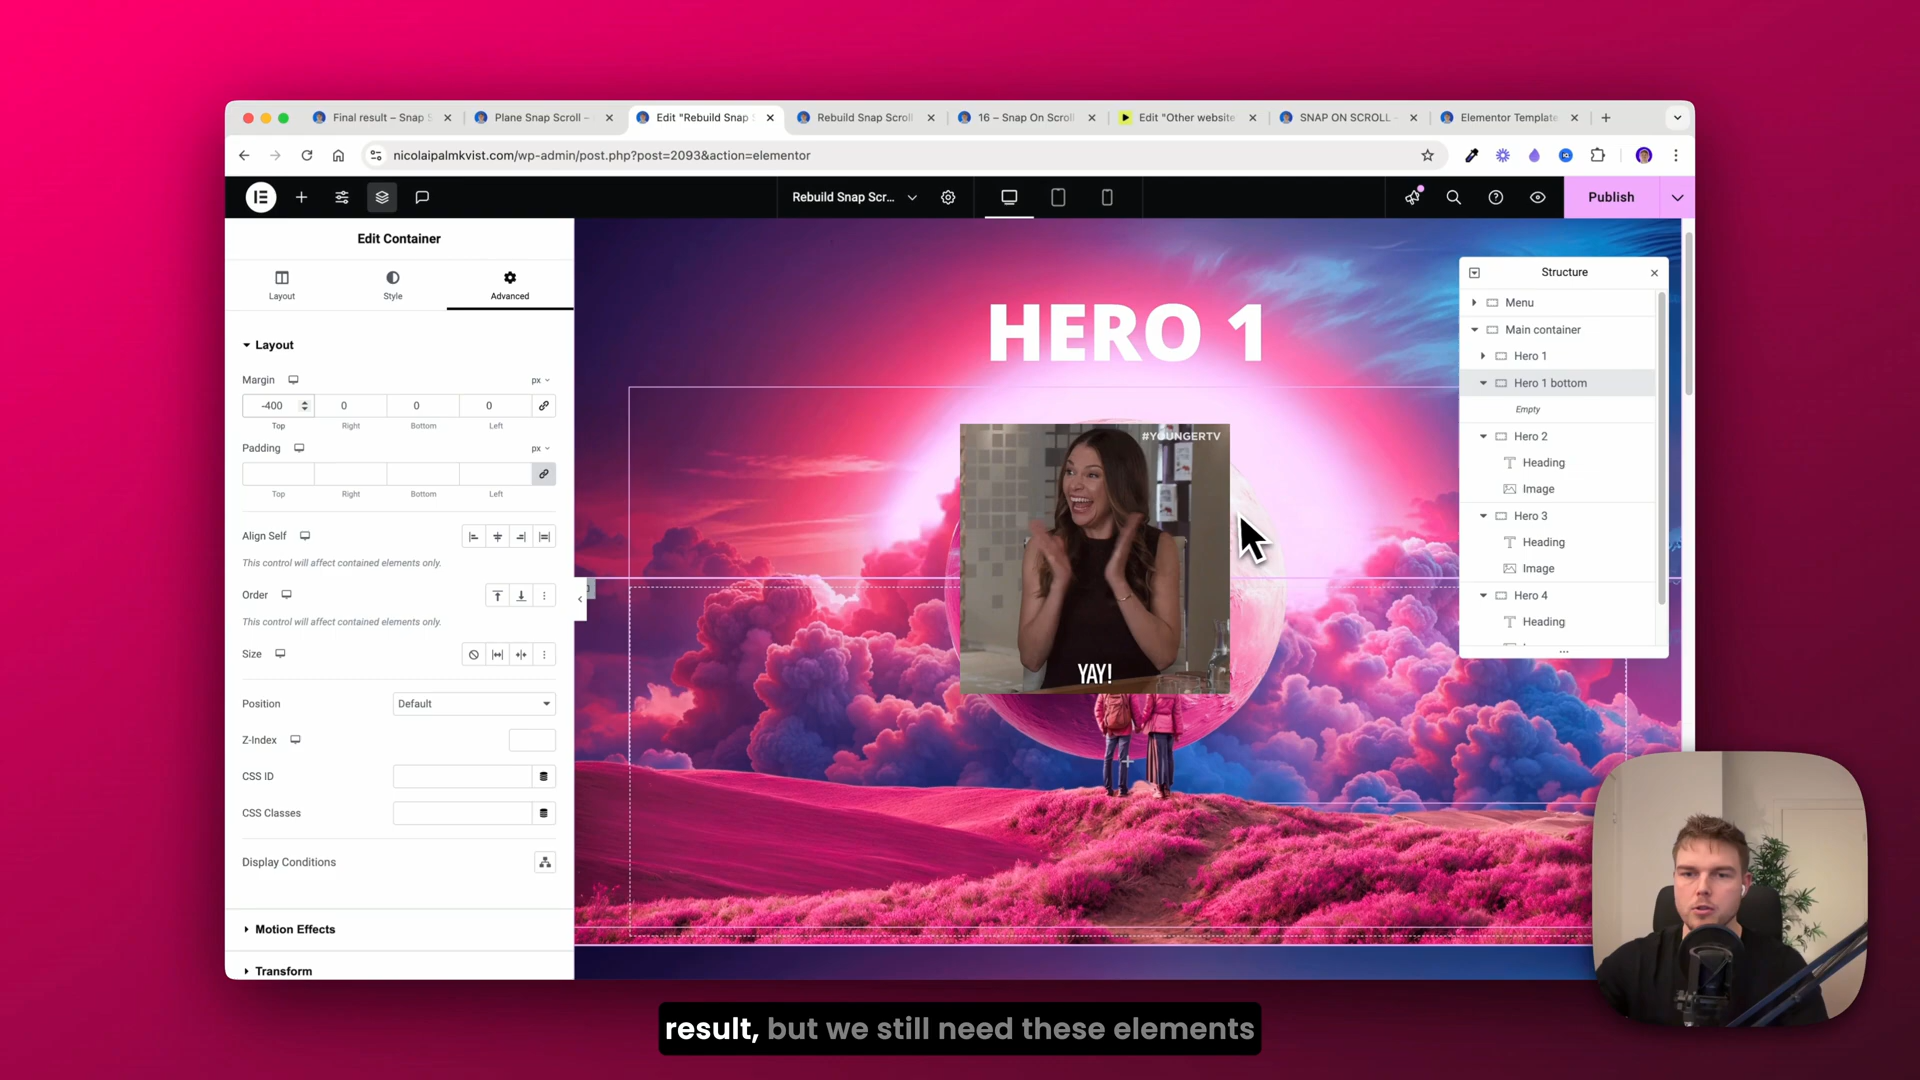 Final result – Snap S
Plane Snap Scroll –
Edit "Rebuild Snap
Rebuild Snap Scroll
16 – Snap On Scroll
Edit "Other website
SNAP ON SCROLL –
Elementor Template
nicolaipalmkvist.com/wp-admin/post.php?post=2093&action=elementor
Rebuild Snap Scr...
Publish
Edit Container
Layout
Style
Advanced
Layout
Margin
px
-400
0
0
0
Top
Right
Bottom
Left
Padding
px
Top
Right
Bottom
Left
Align Self
This control will affect contained elements only.
Order
This control will affect contained elements only.
Size
Position
Default
Z-Index
CSS ID
CSS Classes
Display Conditions
Motion Effects
Transform
HERO 1
#YOUNGERTV
YAY!
Structure
Menu
Main container
Hero 1
Hero 1 bottom
Empty
Hero 2
Heading
Image
Hero 3
Heading
Image
Hero 4
Heading
result, but we still need these elements